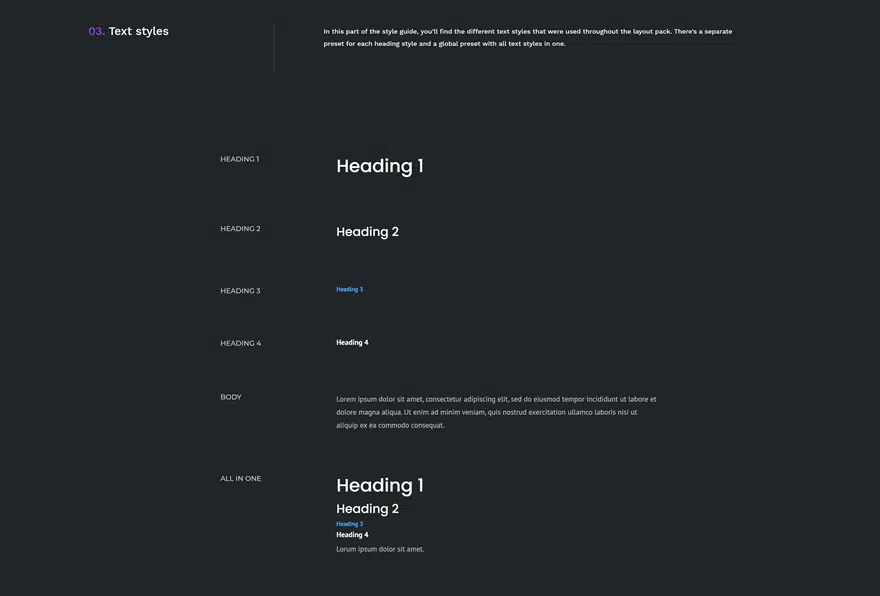 03. Text styles
In this part of the style guide, you'll find the different text styles that were used throughout the layout pack. There's a separate
preset for each heading style and a global preset with all text styles in one.
HEADING 1
Heading 1
HEADING 2
Heading 2
HEADING 3
Heading 3
HEADING 4
Heading 4
BODY
Lorem ipsum dolor sit amet, consectetur adipiscing elit, sed do eiusmod tempor incididunt ut labore et
dolore magna aliqua. Ut enim ad minim veniam, quis nostrud exercitation ullamco laboris nisi ut
aliquip ex ea commodo consequat.
ALL IN ONE
Heading 1
Heading 2
Heading 3
Heading 4
Lorum ipsum dolor sit amet.